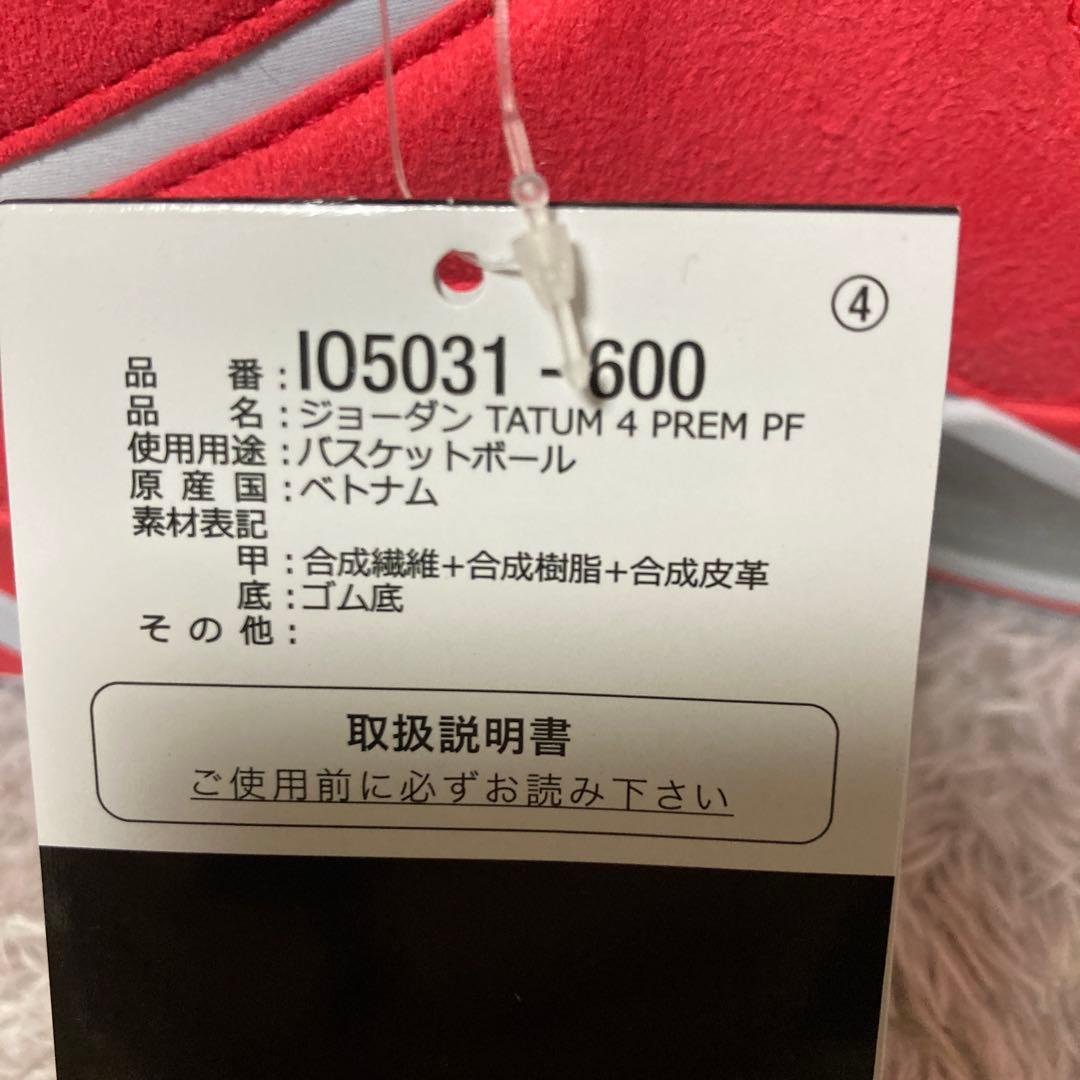 ④
品 番:IO5031-600
品 名:ジョーダン TATUM 4 PREM PF
使用用途:バスケットボール
原 産 国:ベトナム
素材表記
甲:合成繊維+合成樹脂+合成皮革
底:ゴム底
そ の 他:
取扱説明書
ご使用前に必ずお読み下さい